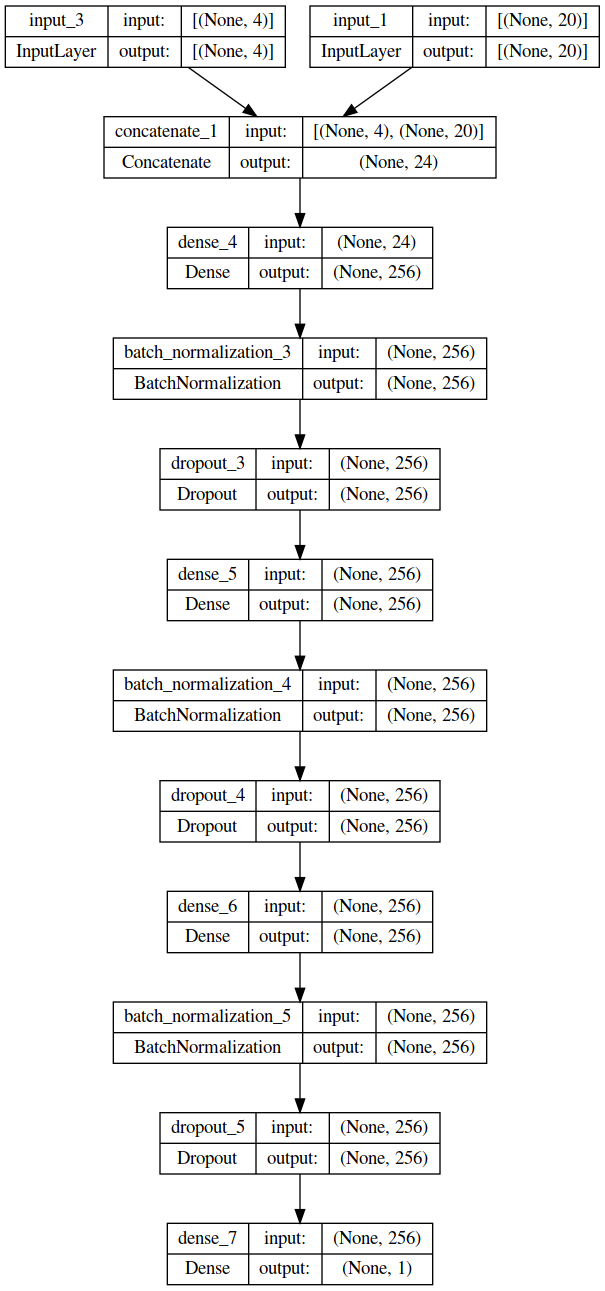 input_3 input: [(None, 4)]
InputLayer output: [(None, 4)]
input_1 input: [(None, 20)]
InputLayer output: [(None, 20)]
concatenate_1 input: [(None, 4), (None, 20)]
Concatenate output: (None, 24)
dense_4 input: (None, 24)
Dense output: (None, 256)
batch_normalization_3 input: (None, 256)
BatchNormalization output: (None, 256)
dropout_3 input: (None, 256)
Dropout output: (None, 256)
dense_5 input: (None, 256)
Dense output: (None, 256)
batch_normalization_4 input: (None, 256)
BatchNormalization output: (None, 256)
dropout_4 input: (None, 256)
Dropout output: (None, 256)
dense_6 input: (None, 256)
Dense output: (None, 256)
batch_normalization_5 input: (None, 256)
BatchNormalization output: (None, 256)
dropout_5 input: (None, 256)
Dropout output: (None, 256)
dense_7 input: (None, 256)
Dense output: (None, 1)